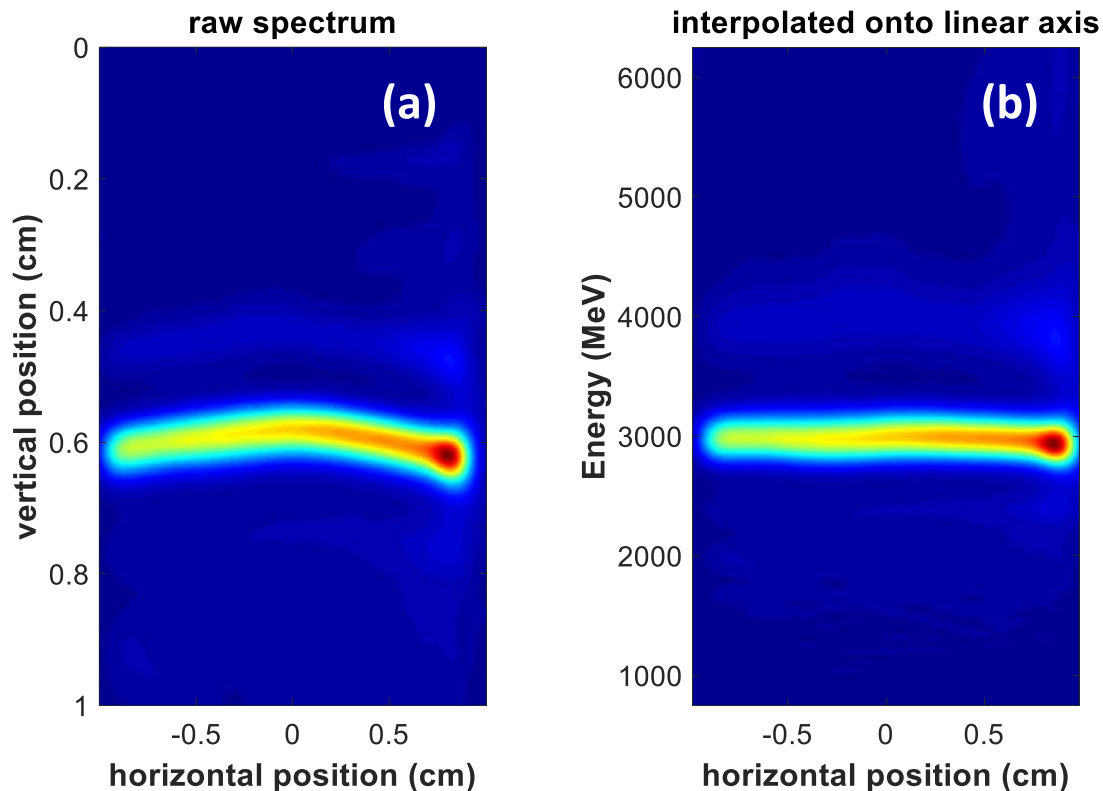 raw spectrum
(a)
0
0.2
0.4
0.6
0.8
1
vertical position (cm)
-0.5 0 0.5
horizontal position (cm)
interpolated onto linear axis
(b)
6000
5000
4000
3000
2000
1000
Energy (MeV)
-0.5 0 0.5
horizontal position (cm)